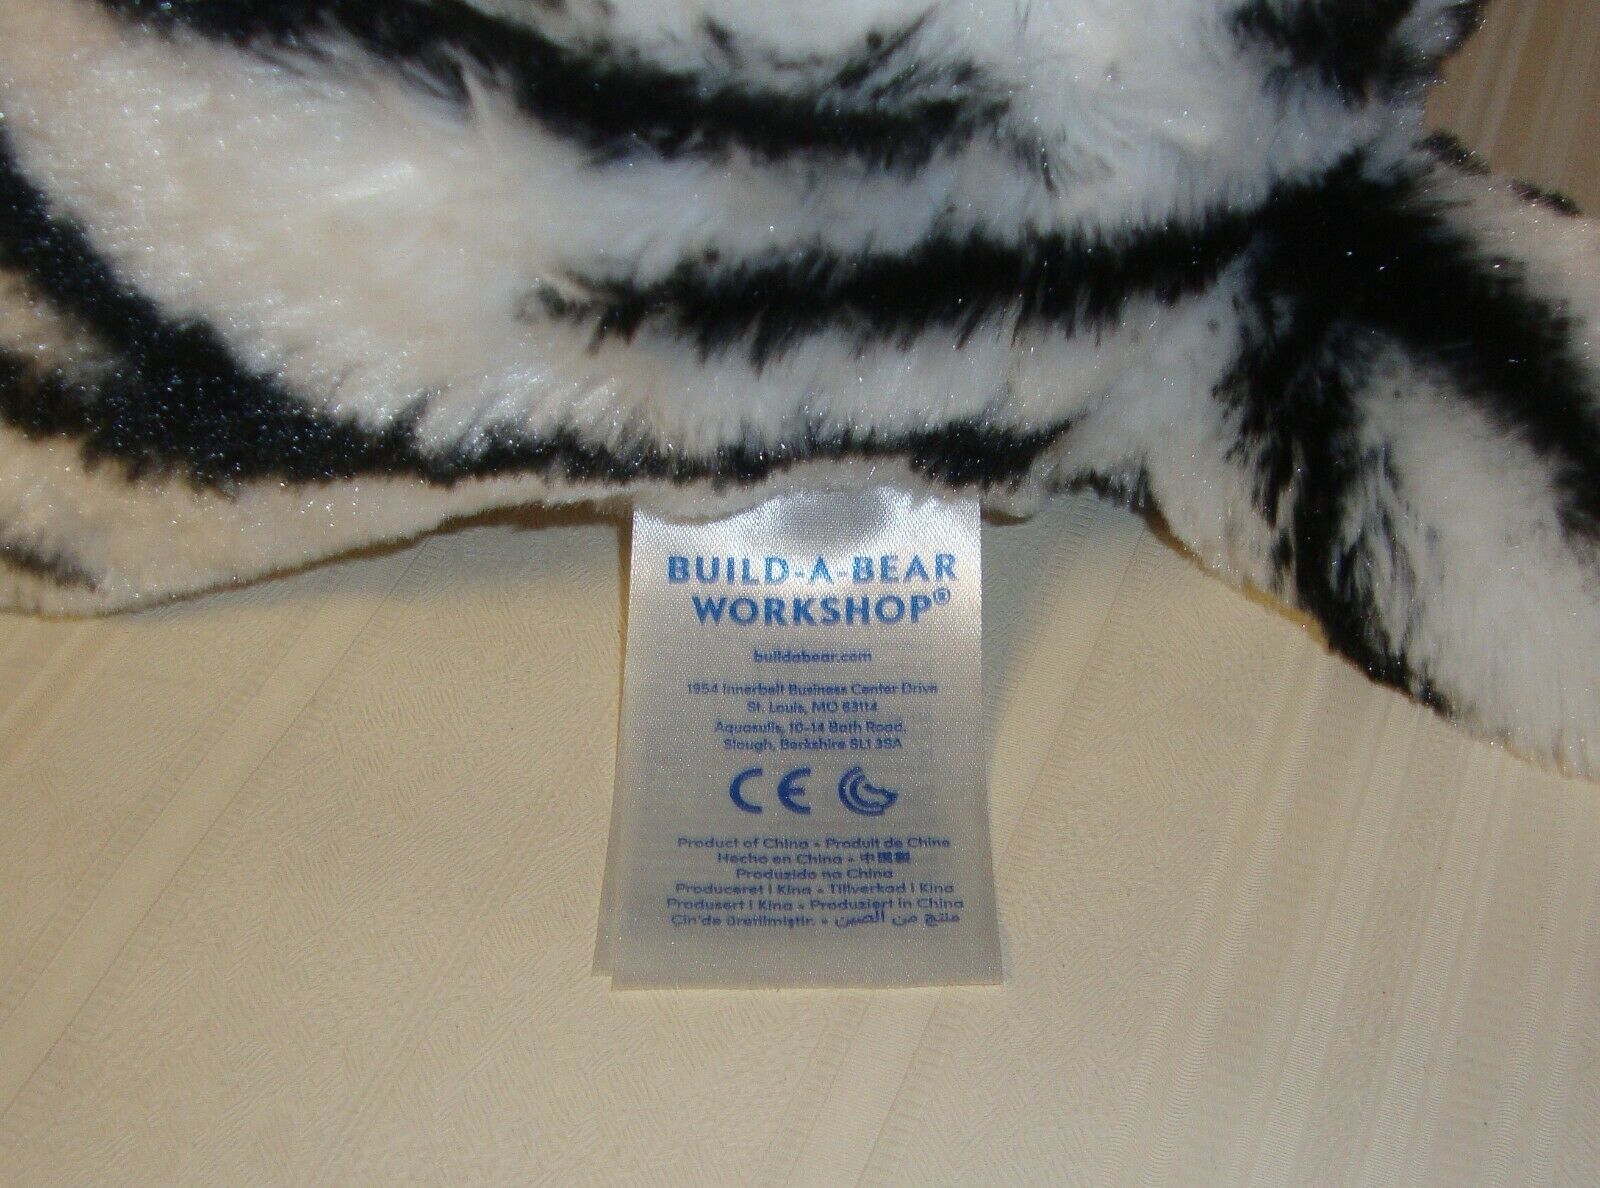 BUILD-A-BEAR
WORKSHOP®
buildabear.com
1954 Innerbelt Business Center Drive
St. Louis, MO 63114
Aquasulis, 10-14 Bath Road,
Slough, Berkshire SL1 3SA
CE
Product of China • Produit de Chine
Hecho en China • 中國製
Produzido na China
Produceret i Kina • Tillverkad i Kina
Produsert i Kina • Produziert in China
Çin'de üretilmiştir. • منتج من الصين